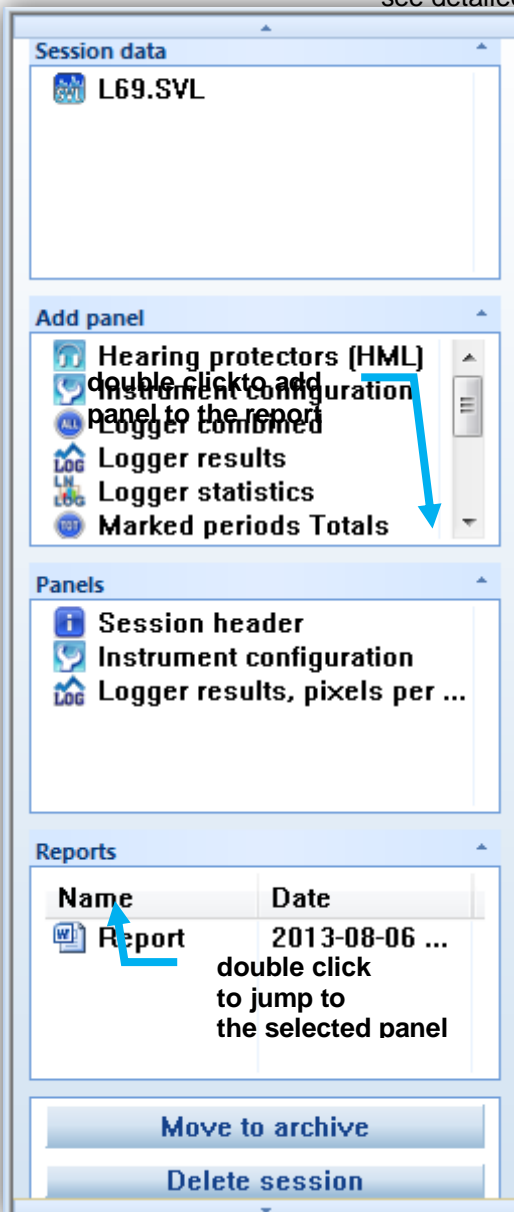 see detailed
Session data
L69.SVL
Add panel
Hearing protectors (HML)
double clickto add
Instrument configuration
panel to the report
Logger combined
Logger results
Logger statistics
Marked periods Totals
Panels
Session header
Instrument configuration
Logger results, pixels per ...
Reports
Name Date
Report 2013-08-06 ...
double click
to jump to
the selected panel
Move to archive
Delete session